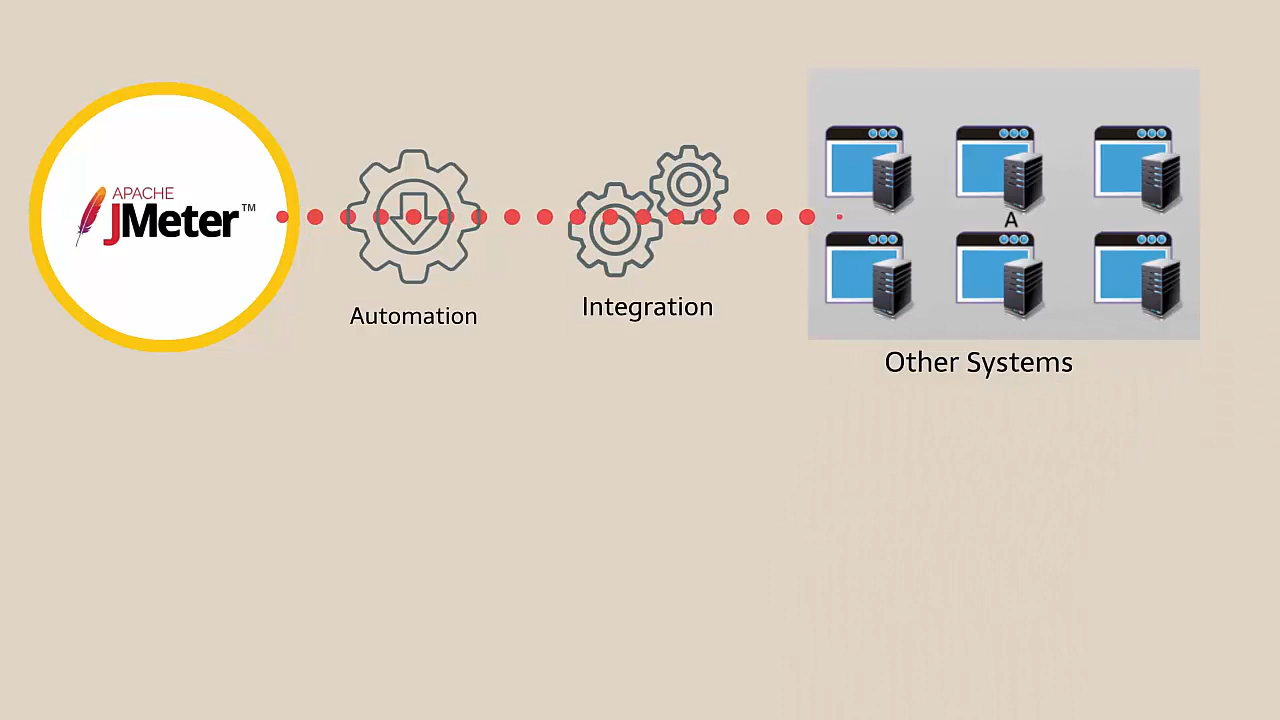 APACHE
JMeter™
Automation
Integration
A
Other Systems